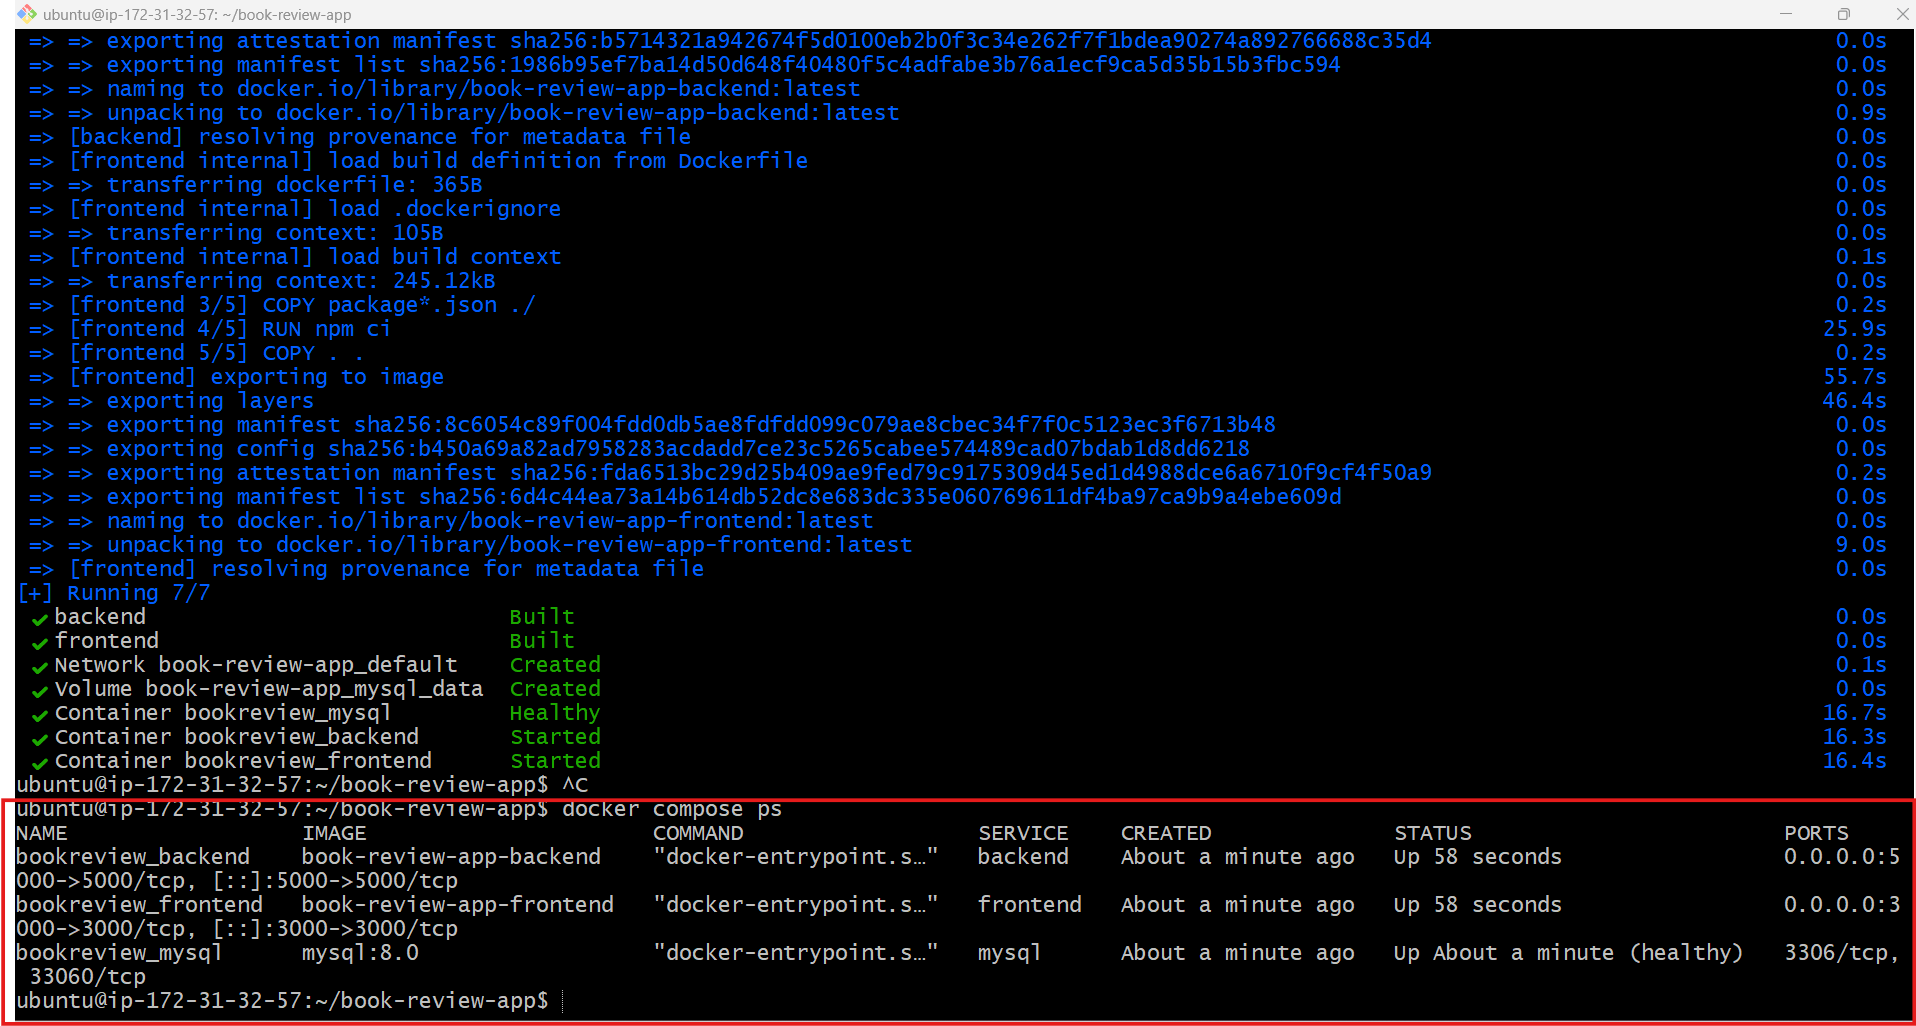 ubuntu@ip-172-31-32-57: ~/book-review-app
=> => exporting attestation manifest sha256:b5714321a942674f5d0100eb2b0f3c34e262f7f1bdea90274a892766688c35d4 0.0s
=> => exporting manifest list sha256:1986b95ef7ba14d50d648f40480f5c4adfabe3b76a1ecf9ca5d35b15b3fbc594 0.0s
=> => naming to docker.io/library/book-review-app-backend:latest 0.0s
=> => unpacking to docker.io/library/book-review-app-backend:latest 0.9s
=> [backend] resolving provenance for metadata file 0.0s
=> [frontend internal] load build definition from Dockerfile 0.0s
=> => transferring dockerfile: 365B 0.0s
=> [frontend internal] load .dockerignore 0.0s
=> => transferring context: 105B 0.0s
=> [frontend internal] load build context 0.1s
=> => transferring context: 245.12kB 0.0s
=> [frontend 3/5] COPY package*.json ./ 0.2s
=> [frontend 4/5] RUN npm ci 25.9s
=> [frontend 5/5] COPY . . 0.2s
=> [frontend] exporting to image 55.7s
=> => exporting layers 46.4s
=> => exporting manifest sha256:8c6054c89f004fdd0db5ae8fdfdd099c079ae8cbec34f7f0c5123ec3f6713b48 0.0s
=> => exporting config sha256:b450a69a82ad7958283acdadd7ce23c5265cabee574489cad07bdab1d8dd6218 0.0s
=> => exporting attestation manifest sha256:fda6513bc29d25b409ae9fed79c9175309d45ed1d4988dce6a6710f9cf4f50a9 0.2s
=> => exporting manifest list sha256:6d4c44ea73a14b614db52dc8e683dc335e060769611df4ba97ca9b9a4ebe609d 0.0s
=> => naming to docker.io/library/book-review-app-frontend:latest 0.0s
=> => unpacking to docker.io/library/book-review-app-frontend:latest 9.0s
=> [frontend] resolving provenance for metadata file 0.0s
[+] Running 7/7
✔ backend Built 0.0s
✔ frontend Built 0.0s
✔ Network book-review-app_default Created 0.1s
✔ Volume book-review-app_mysql_data Created 0.0s
✔ Container bookreview_mysql Healthy 16.7s
✔ Container bookreview_backend Started 16.3s
✔ Container bookreview_frontend Started 16.4s
ubuntu@ip-172-31-32-57:~/book-review-app$ ^C
ubuntu@ip-172-31-32-57:~/book-review-app$ docker compose ps
NAME IMAGE COMMAND SERVICE CREATED STATUS PORTS
bookreview_backend book-review-app-backend "docker-entrypoint.s…" backend About a minute ago Up 58 seconds 0.0.0.0:5
000->5000/tcp, [::]:5000->5000/tcp
bookreview_frontend book-review-app-frontend "docker-entrypoint.s…" frontend About a minute ago Up 58 seconds 0.0.0.0:3
000->3000/tcp, [::]:3000->3000/tcp
bookreview_mysql mysql:8.0 "docker-entrypoint.s…" mysql About a minute ago Up About a minute (healthy) 3306/tcp,
33060/tcp
ubuntu@ip-172-31-32-57:~/book-review-app$